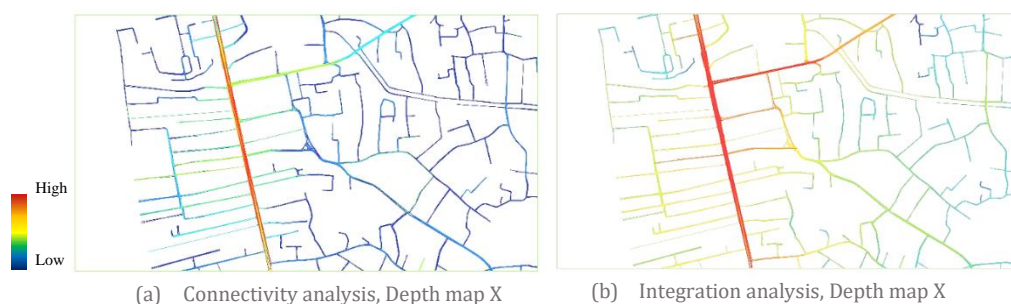 High
Low
(a) Connectivity analysis, Depth map X
(b) Integration analysis, Depth map X